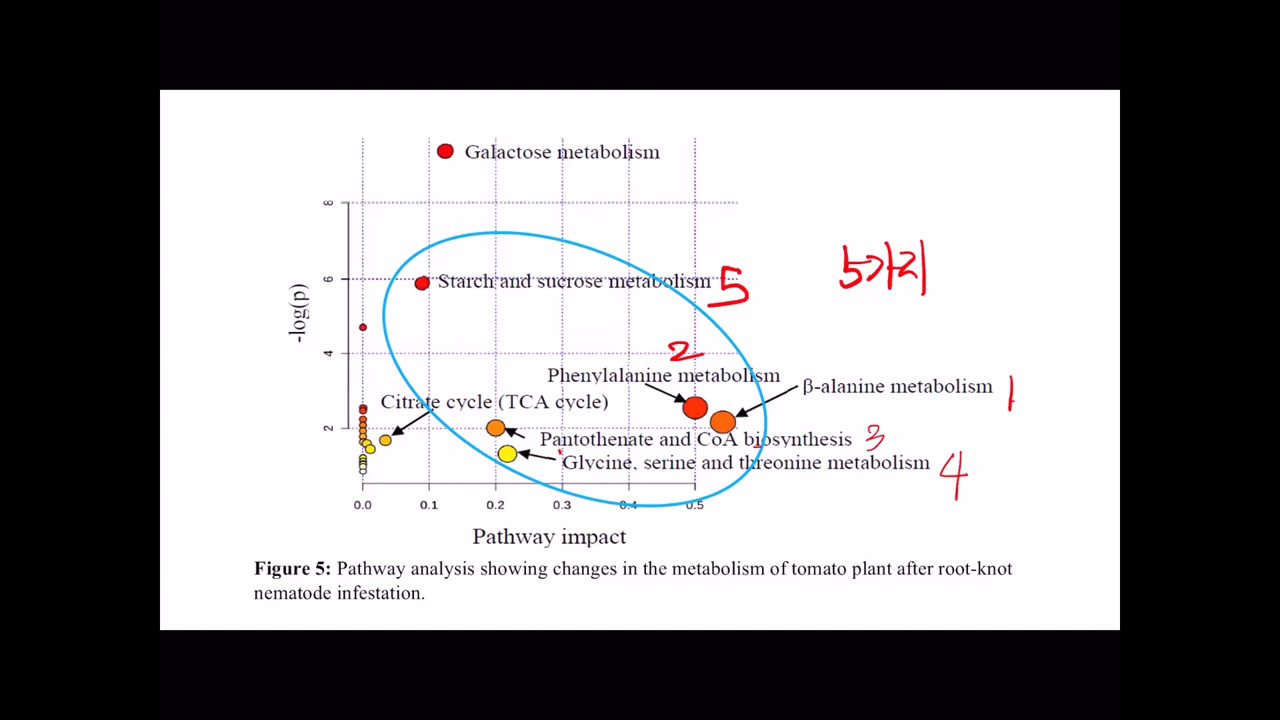 Galactose metabolism
8
Starch and sucrose metabolism 5
5가지
6
-log(p)
4
2
Phenylalanine metabolism
β-alanine metabolism 1
Citrate cycle (TCA cycle)
2
Pantothenate and CoA biosynthesis 3
Glycine, serine and threonine metabolism 4
0.0 0.1 0.2 0.3 0.4 0.5
Pathway impact
Figure 5: Pathway analysis showing changes in the metabolism of tomato plant after root-knot
nematode infestation.